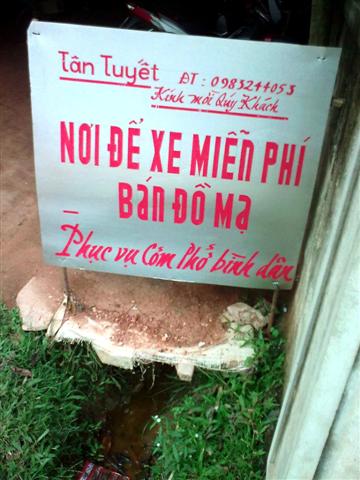 Tân Tuyết ĐT: 0983244053
Kính mời Quý Khách
NƠI ĐỂ XE MIỄN PHÍ
BÁN ĐỒ MẠ
- Phục vụ Cơm Phở bình dân